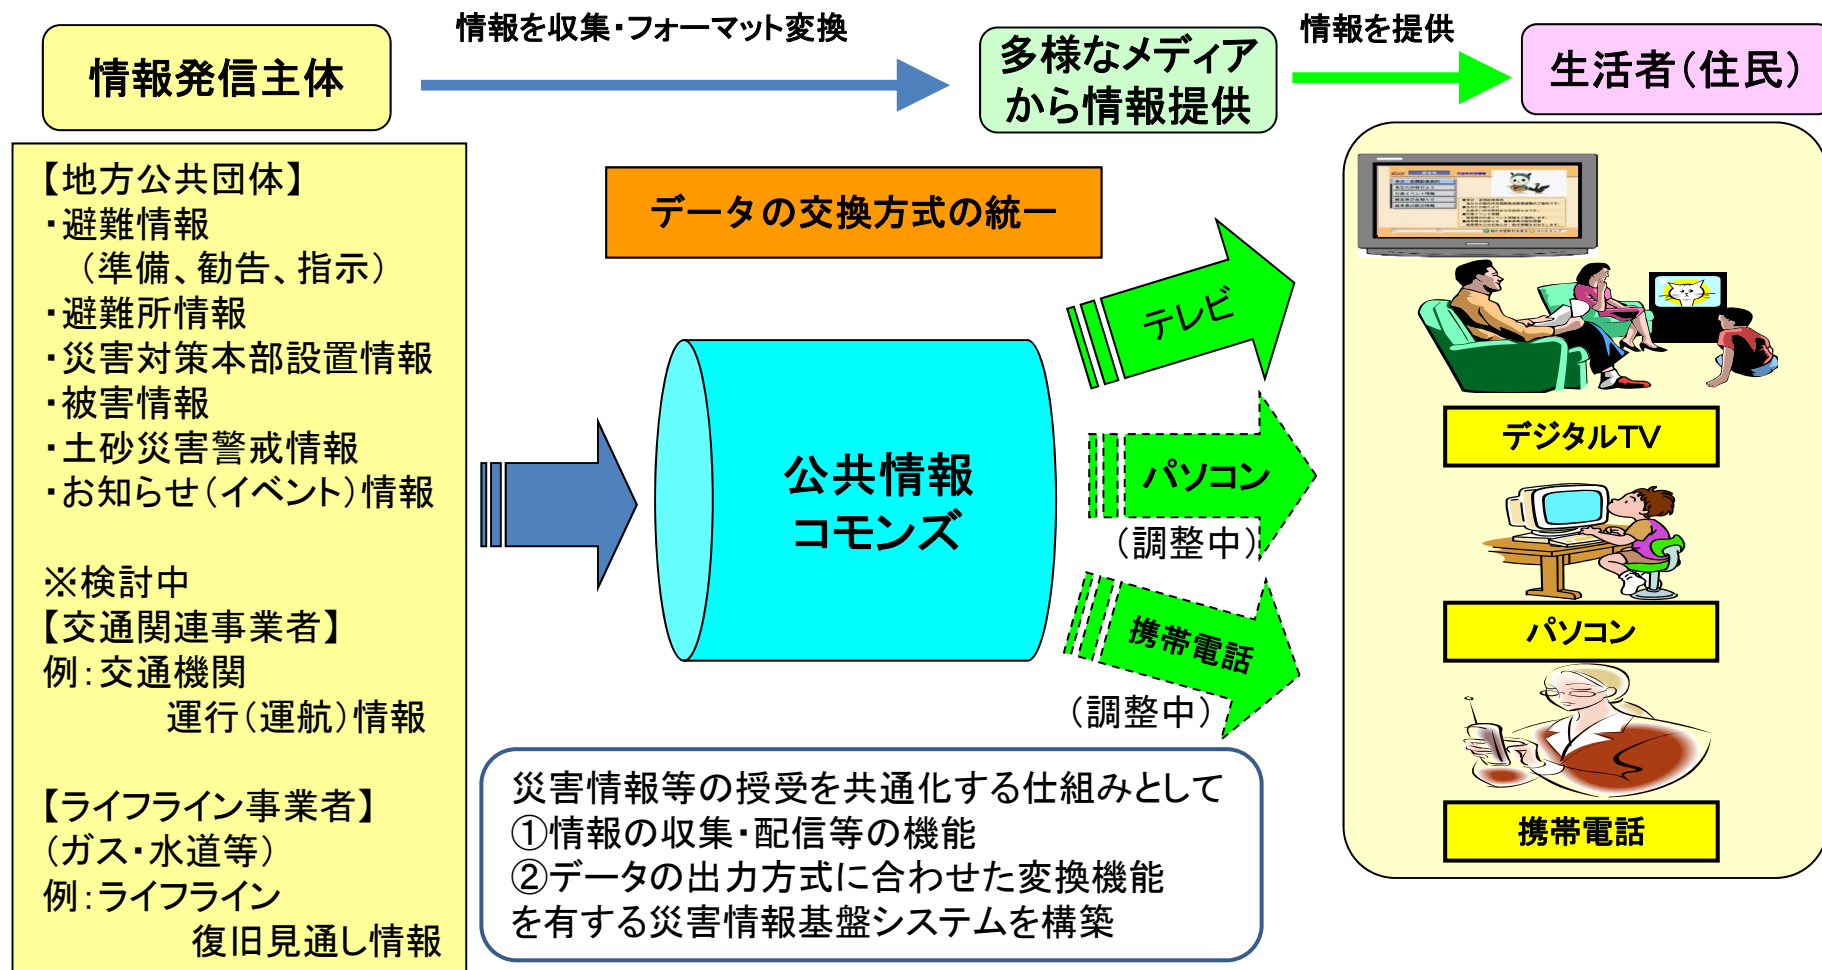 情報を収集・フォーマット変換
情報を提供
情報発信主体
多様なメディア
から情報提供
生活者（住民）
【地方公共団体】
・避難情報
（準備、勧告、指示）
・避難所情報
・災害対策本部設置情報
・被害情報
・土砂災害警戒情報
・お知らせ（イベント）情報
※検討中
【交通関連事業者】
例：交通機関
運行（運航）情報
【ライフライン事業者】
（ガス・水道等）
例：ライフライン
復旧見通し情報
データの交換方式の統一
公共情報
コモンズ
テレビ
パソコン
（調整中）
携帯電話
（調整中）
災害情報等の授受を共通化する仕組みとして
①情報の収集・配信等の機能
②データの出力方式に合わせた変換機能
を有する災害情報基盤システムを構築
デジタルTV
パソコン
携帯電話